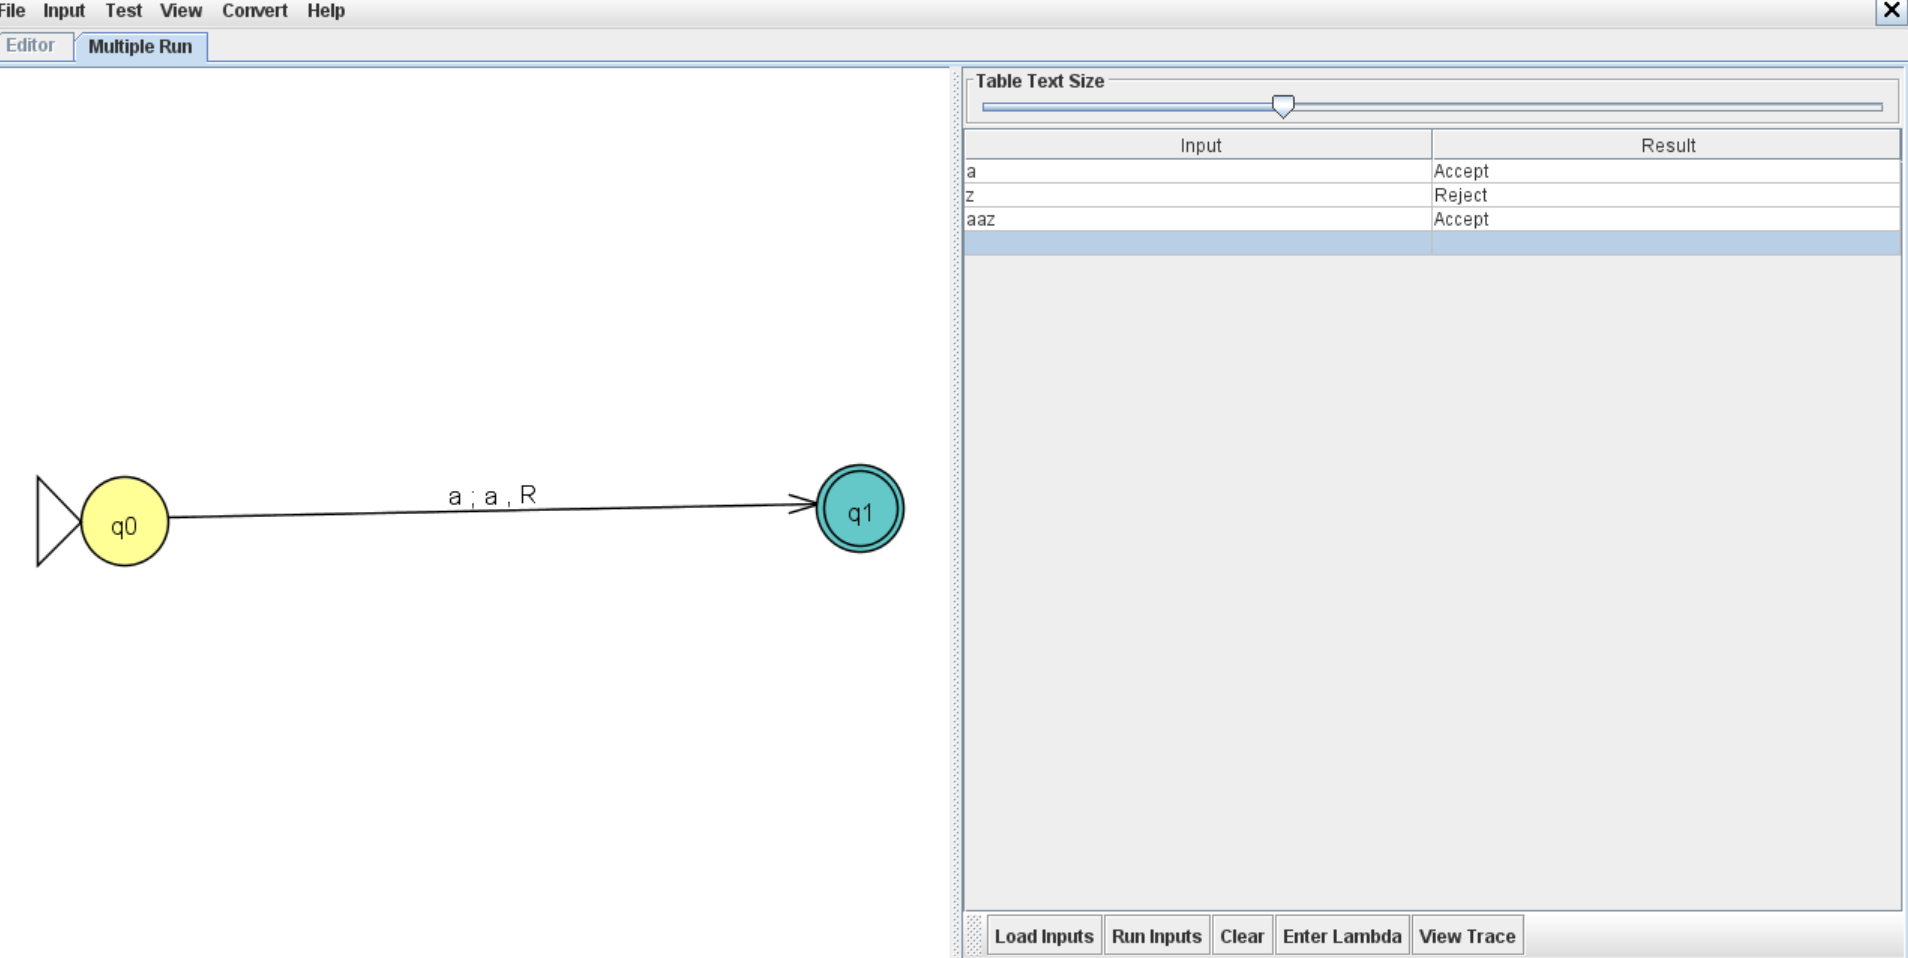 File Input Test View Convert Help
Editor Multiple Run
Table Text Size
Input Result
a Accept
z Reject
aaz Accept
a ; a , R
q0 q1
Load Inputs Run Inputs Clear Enter Lambda View Trace